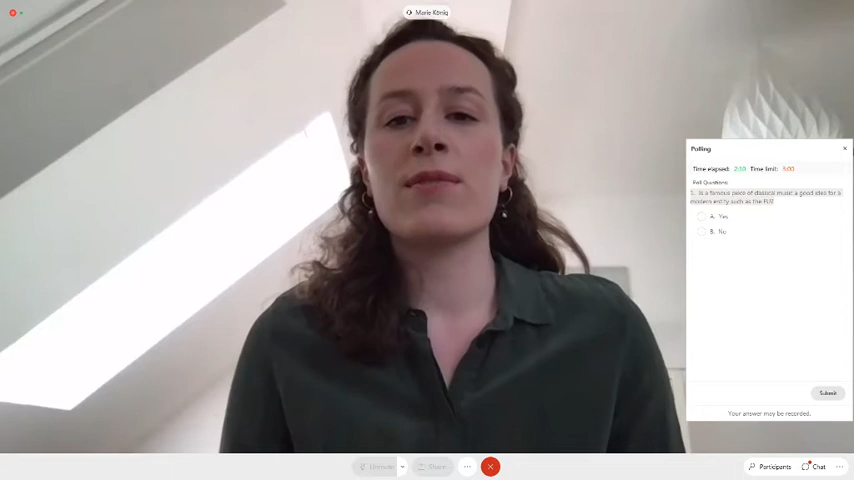 Marie König
Polling
Time elapsed: 2:10 Time limit: 5:00
Poll Questions:
1. Is a famous piece of classical music a good idea for a
modern entity such as the EU?
A. Yes
B. No
Submit
Your answer may be recorded.
Unmute
Share
Participants
Chat